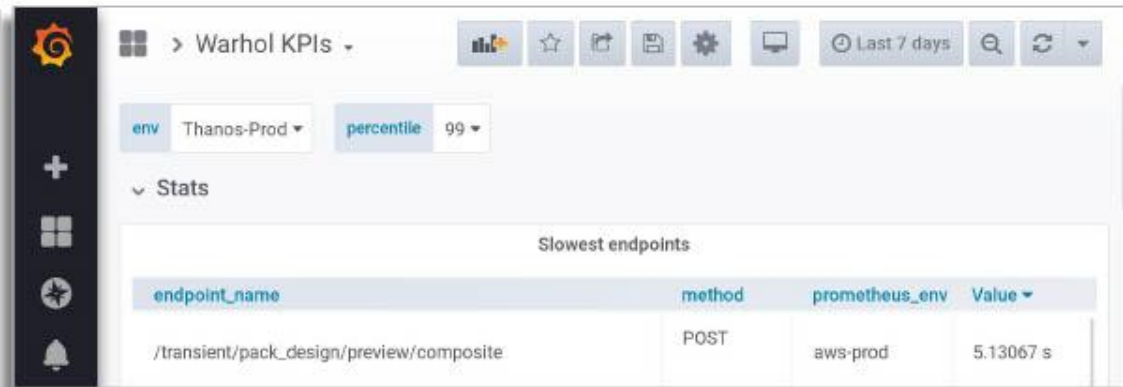 Warhol KPIs
Last 7 days
env Thanos-Prod percentile 99
Stats
Slowest endpoints
endpoint_name method prometheus_env Value
/transient/pack_design/preview/composite POST aws-prod 5.13067 s